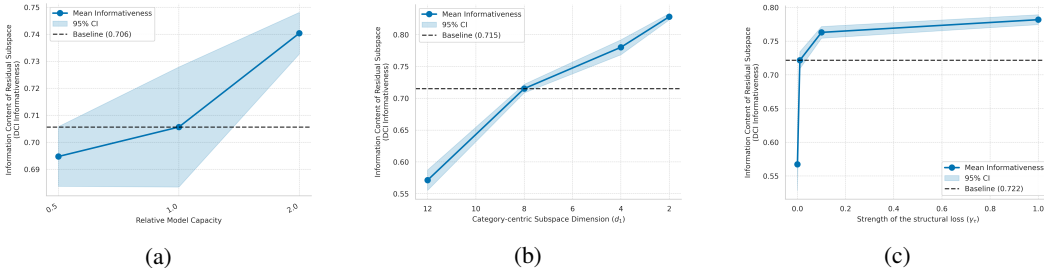 Information Content of Residual Subspace
(DCI Informativeness)
0.75
0.74
0.73
0.72
0.71
0.70
0.69
Mean Informativeness
95% CI
Baseline (0.706)
0.5
1.0
2.0
Relative Model Capacity
(a)
Information Content of Residual Subspace
(DCI Informativeness)
0.80
0.75
0.70
0.65
0.60
0.55
Mean Informativeness
95% CI
Baseline (0.715)
12
10
8
6
4
2
Category-centric Subspace Dimension (d₁)
(b)
Information Content of Residual Subspace
(DCI Informativeness)
0.80
0.75
0.70
0.65
0.60
0.55
Mean Informativeness
95% CI
Baseline (0.722)
0.0
0.2
0.4
0.6
0.8
1.0
Strength of the structural loss (γₛ)
(c)